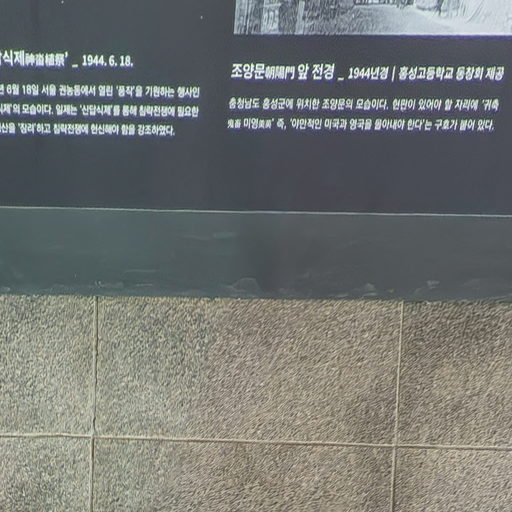 식제神畓植祭' _ 1944. 6. 18.
6월 18일 서울 권농동에서 열린 '풍작'을 기원하는 행사인
식제'의 모습이다. 일제는 '신답식제'를 통해 침략전쟁에 필요한
산을 '장려'하고 침략전쟁에 헌신해야 함을 강조하였다.
조양문朝陽門 앞 전경 _ 1944년경 | 홍성고등학교 동창회 제공
충청남도 홍성군에 위치한 조양문의 모습이다. 현판이 있어야 할 자리에 '귀축
鬼畜 미영美英' 즉, '야만적인 미국과 영국을 몰아내야 한다'는 구호가 붙어 있다.